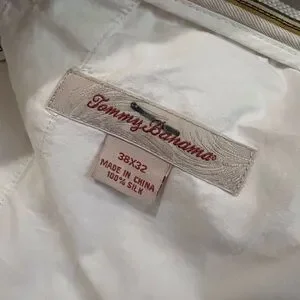 Tommy Bahama®
38X32
MADE IN CHINA
100% SILK